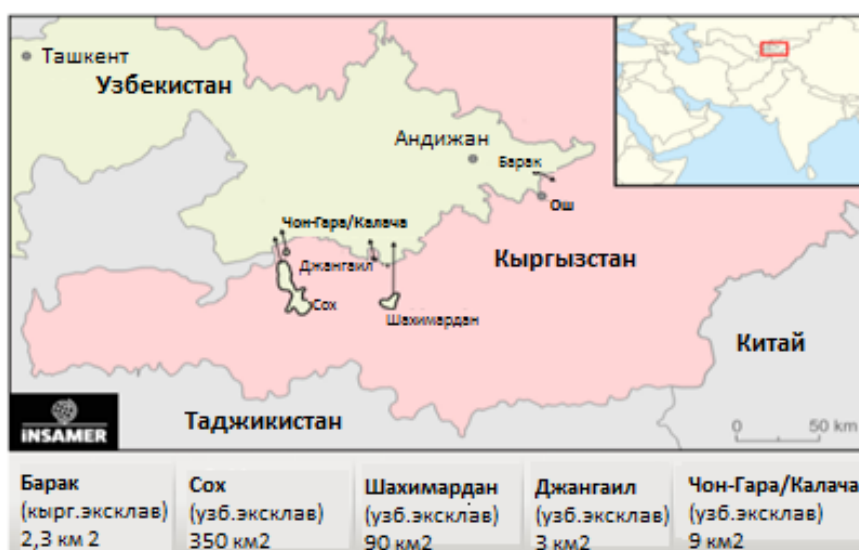 Ташкент
Узбекистан
Андижан
Барак
Ош
Чон-Гара/Калача
Джангаил
Кыргызстан
Сох
Шахимардан
Китай
Таджикистан
iNSAMER
0 50 km
Барак
(кырг.эксклав)
2,3 км 2
Сох
(узб.эксклав)
350 км2
Шахимардан
(узб.эксклав)
90 км2
Джангаил
(узб.эксклав)
3 км2
Чон-Гара/Калача
(узб.эксклав)
9 км2